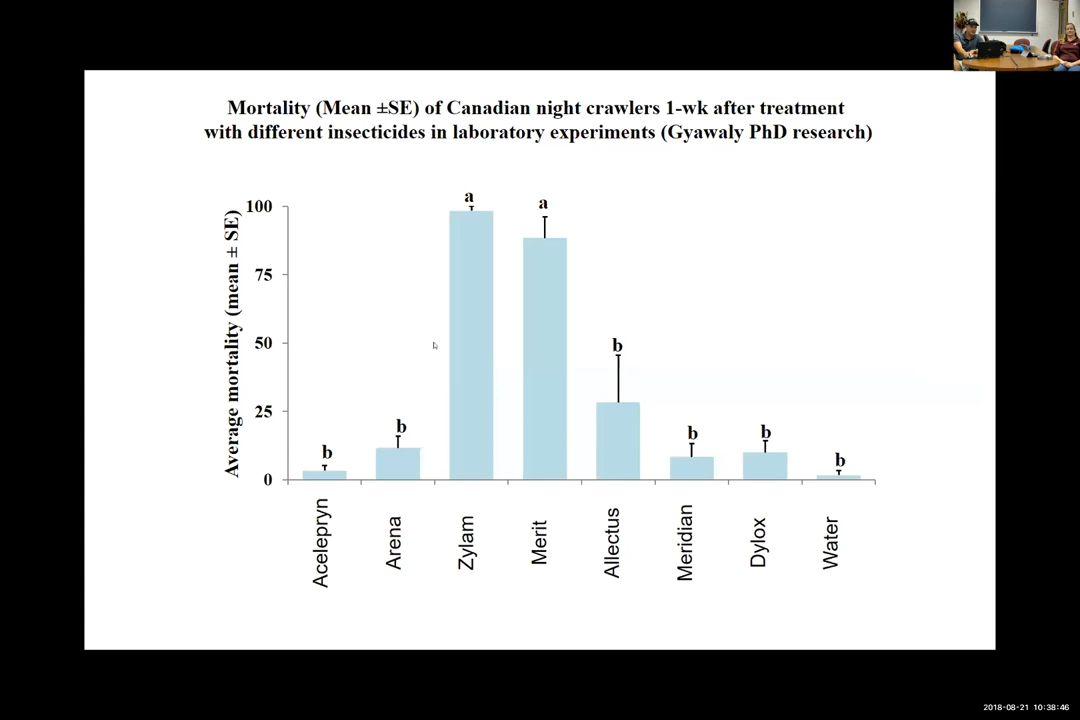 Mortality (Mean ±SE) of Canadian night crawlers 1-wk after treatment
with different insecticides in laboratory experiments (Gyawaly PhD research)
Average mortality (mean ± SE)
100
75
50
25
0
b
b
a
a
b
b
b
b
Acelepryn
Arena
Zylam
Merit
Allectus
Meridian
Dylox
Water
2018-08-21 10:38:46